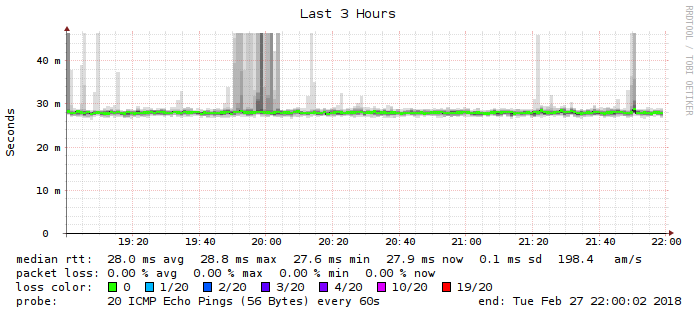 Last 3 Hours
RRDTOOL / TOBI OETIKER
Seconds
40 m
30 m
20 m
10 m
0
19:20 19:40 20:00 20:20 20:40 21:00 21:20 21:40 22:00
median rtt: 28.0 ms avg 28.8 ms max 27.6 ms min 27.9 ms now 0.1 ms sd 198.4 am/s
packet loss: 0.00 % avg 0.00 % max 0.00 % min 0.00 % now
loss color: 0 1/20 2/20 3/20 4/20 10/20 19/20
probe: 20 ICMP Echo Pings (56 Bytes) every 60s end: Tue Feb 27 22:00:02 2018